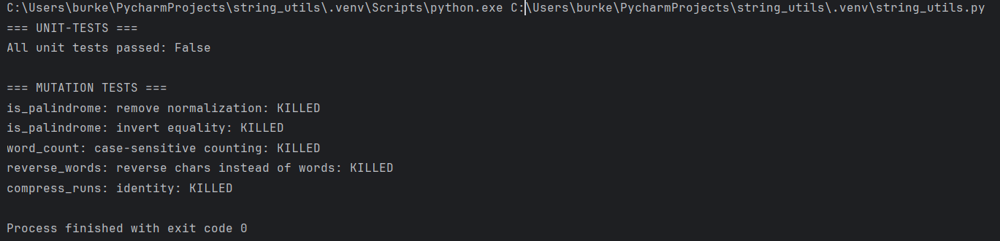 C:\Users\burke\PycharmProjects\string_utils\.venv\Scripts\python.exe C:\Users\burke\PycharmProjects\string_utils\.venv\string_utils.py
=== UNIT-TESTS ===
All unit tests passed: False
=== MUTATION TESTS ===
is_palindrome: remove normalization: KILLED
is_palindrome: invert equality: KILLED
word_count: case-sensitive counting: KILLED
reverse_words: reverse chars instead of words: KILLED
compress_runs: identity: KILLED
Process finished with exit code 0